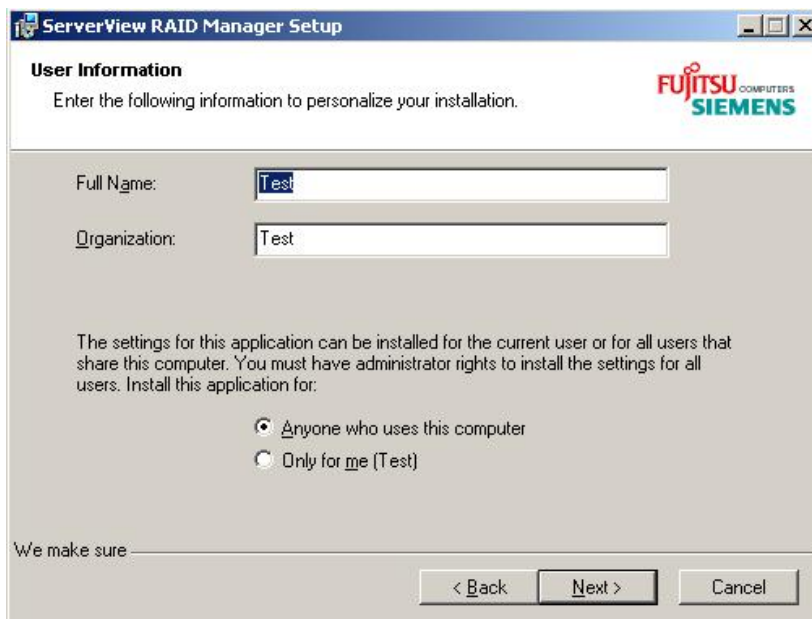 ServerView RAID Manager Setup
User Information
Enter the following information to personalize your installation.
FUJITSU COMPUTERS
SIEMENS
Full Name: Test
Organization: Test
The settings for this application can be installed for the current user or for all users that
share this computer. You must have administrator rights to install the settings for all
users. Install this application for:
Anyone who uses this computer
Only for me (Test)
We make sure
< Back Next > Cancel